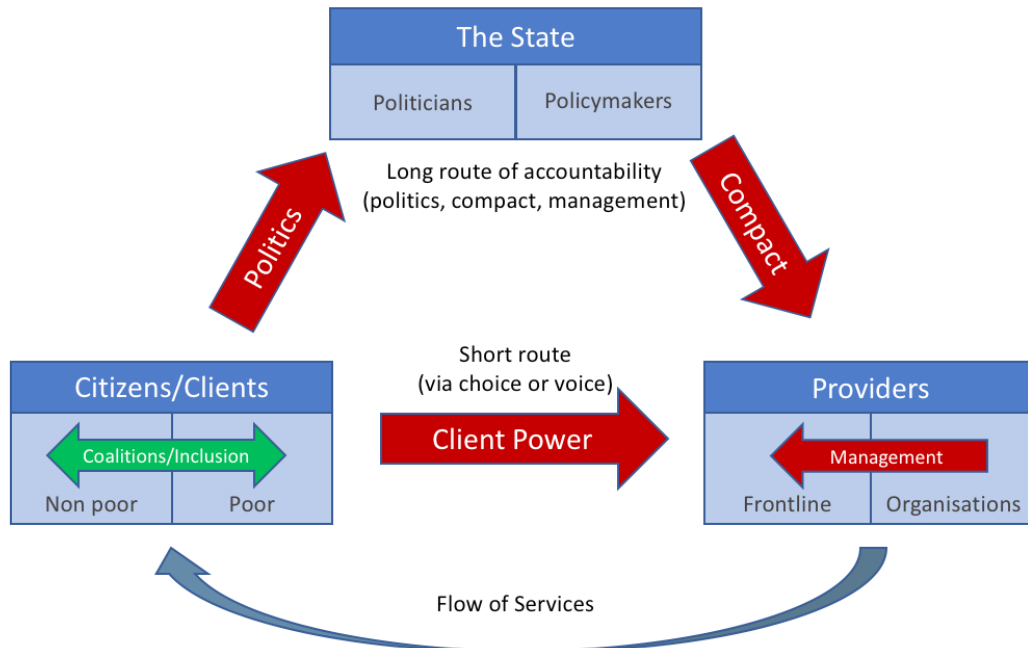 The State
Politicians
Policymakers
Long route of accountability
(politics, compact, management)
Politics
Compact
Short route
(via choice or voice)
Citizens/Clients
Coalitions/Inclusion
Non poor
Poor
Client Power
Providers
Management
Frontline
Organisations
Flow of Services